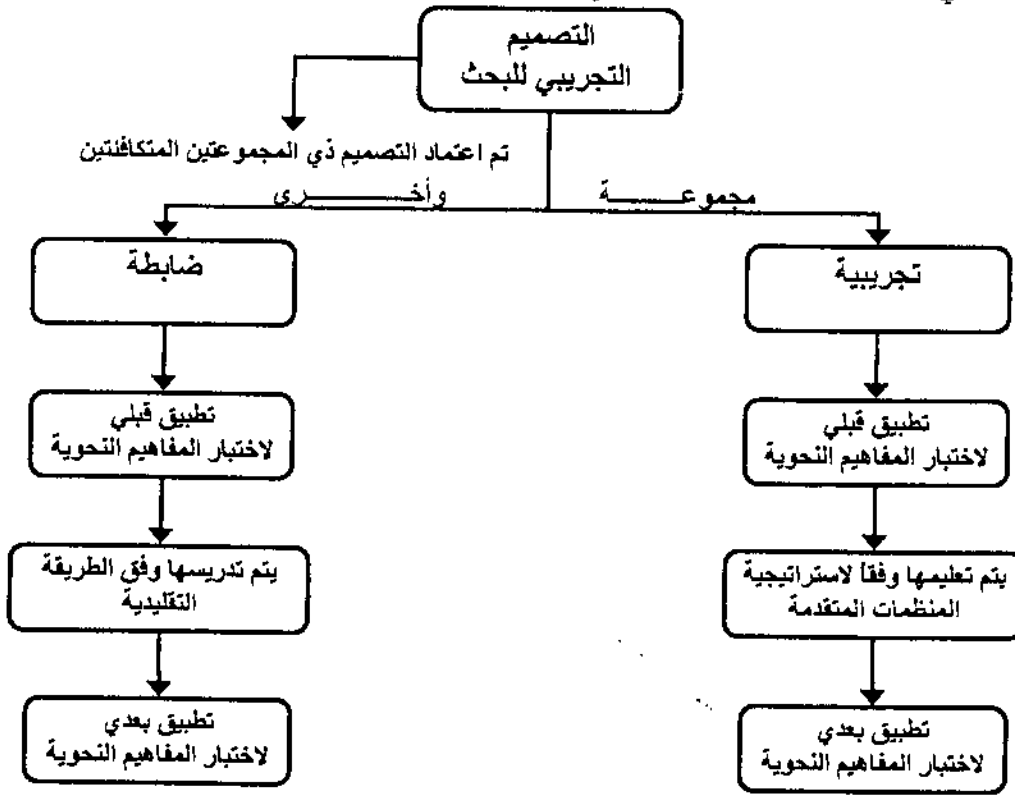 التصميم
التجريبي للبحث
تم اعتماد التصميم ذي المجموعتين المتكافئتين
مجموعـــــــة
وأخـــــــرى
تجريبية
ضابطة
تطبيق قبلي
لاختبار المفاهيم النحوية
تطبيق قبلي
لاختبار المفاهيم النحوية
يتم تعليمها وفقاً لاستراتيجية
المنظمات المتقدمة
يتم تدريسها وفق الطريقة
التقليدية
تطبيق بعدي
لاختبار المفاهيم النحوية
تطبيق بعدي
لاختبار المفاهيم النحوية